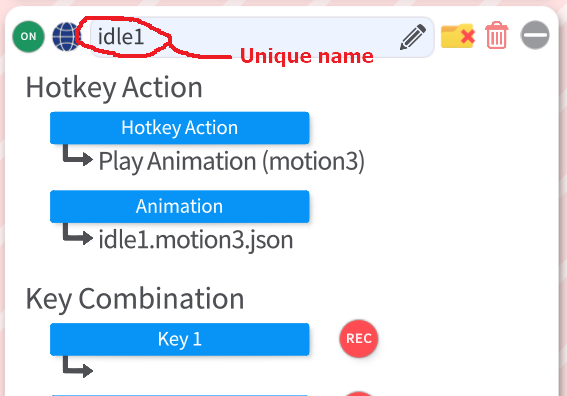 ON idle1
Unique name
Hotkey Action
Hotkey Action
Play Animation (motion3)
Animation
idle1.motion3.json
Key Combination
Key 1 REC